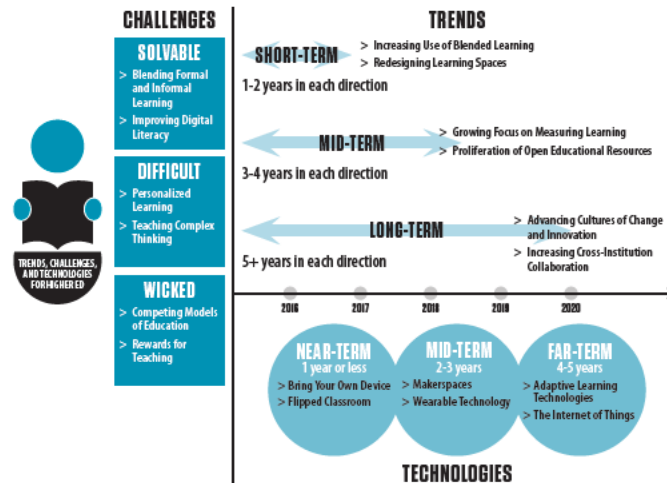 CHALLENGES
SOLVABLE
> Blending Formal
and Informal
Learning
> Improving Digital
Literacy
DIFFICULT
> Personalized
Learning
> Teaching Complex
Thinking
WICKED
> Competing Models
of Education
> Rewards for
Teaching
TRENDS, CHALLENGES,
AND TECHNOLOGIES
FOR HIGHER ED
TRENDS
SHORT-TERM
> Increasing Use of Blended Learning
> Redesigning Learning Spaces
1-2 years in each direction
MID-TERM
> Growing Focus on Measuring Learning
> Proliferation of Open Educational Resources
3-4 years in each direction
LONG-TERM
> Advancing Cultures of Change
and Innovation
> Increasing Cross-Institution
Collaboration
5+ years in each direction
2016 2017 2018 2019 2020
NEAR-TERM
1 year or less
> Bring Your Own Device
> Flipped Classroom
MID-TERM
2-3 years
> Makerspaces
> Wearable Technology
FAR-TERM
4-5 years
> Adaptive Learning
Technologies
> The Internet of Things
TECHNOLOGIES